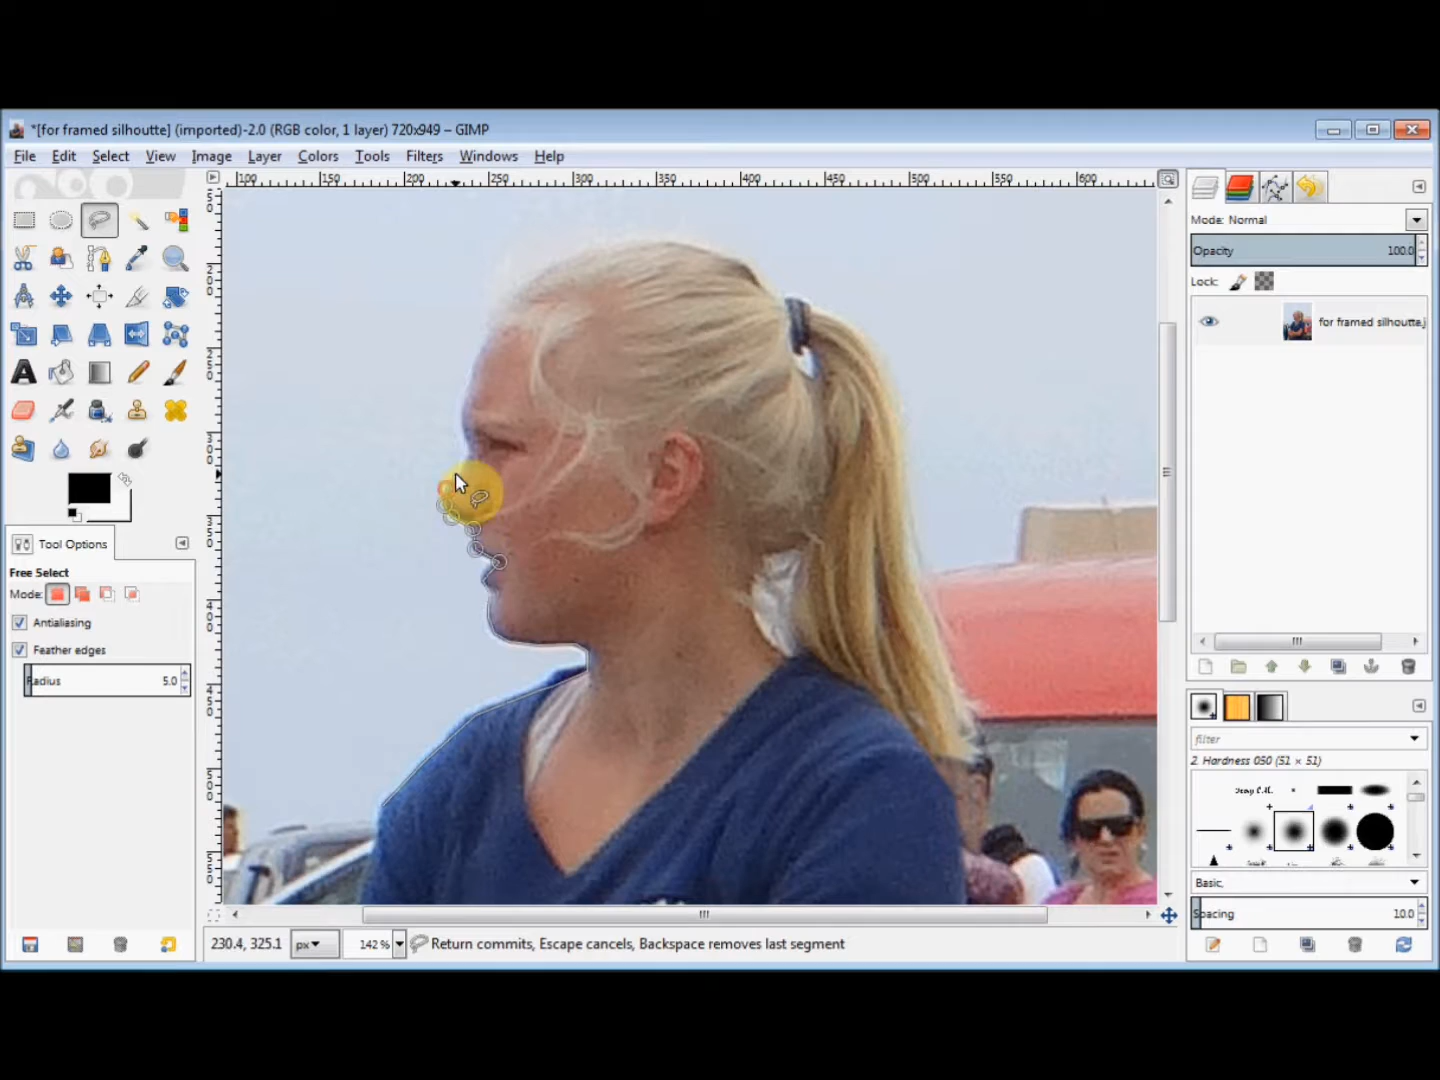 *[for framed silhoutte] (imported)-2.0 (RGB color, 1 layer) 720x949 – GIMP
File Edit Select View Image Layer Colors Tools Filters Windows Help
100 150 200 250 300 350 400 450 500 550 600
Mode: Normal
Opacity 100.0
Lock:
for framed silhoutte.j
Tool Options
Free Select
Mode:
Antialiasing
Feather edges
Radius 5.0
filter
2. Hardness 050 (51 × 51)
Basic,
Spacing 10.0
230.4, 325.1 px 142 % Return commits, Escape cancels, Backspace removes last segment